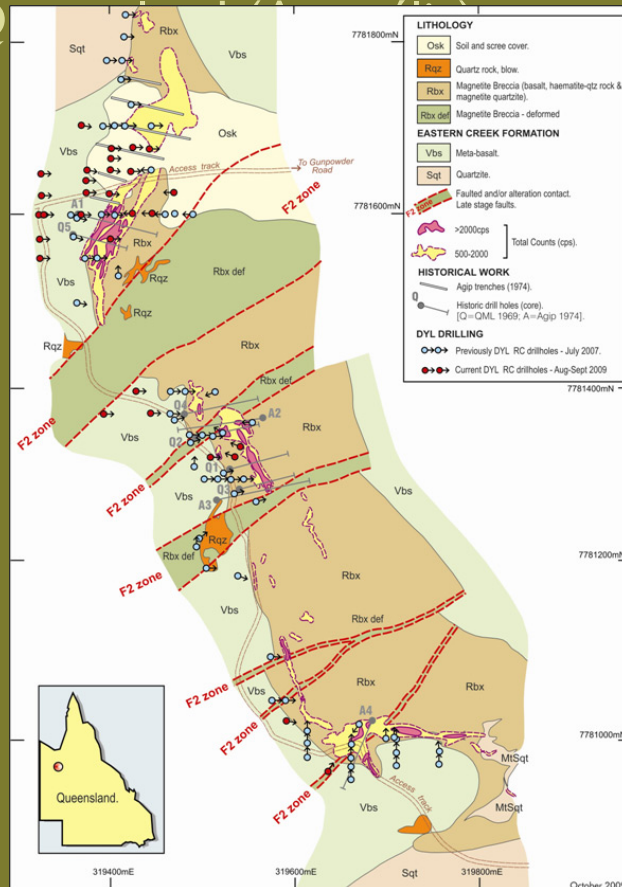 LITHOLOGY
Osk Soil and scree cover.
Rqz Quartz rock, blow.
Rbx Magnetite Breccia (basalt, haematite-qtz rock &
magnetite quartzite).
Rbx def Magnetite Breccia - deformed
EASTERN CREEK FORMATION
Vbs Meta-basalt.
Sqt Quartzite.
F2 zone Faulted and/or alteration contact.
Late stage faults.
>2000cps
500-2000
Total Counts (cps).
HISTORICAL WORK
Agip trenches (1974).
Q Historic drill holes (core).
[Q=QML 1969; A=Agip 1974].
DYL DRILLING
Previously DYL RC drillholes - July 2007.
Current DYL RC drillholes - Aug-Sept 2009
7781800mN
Sqt
Rbx
Vbs
Osk
Vbs
Access track
To Gunpowder
Road
F2 zone
7781600mN
A1
Q5
Rbx
Vbs
Rqz
Rbx def
Rqz
Rqz
Rbx
7781400mN
Rbx def
F2 zone
Vbs
Q4
A2
Q2
Rbx
Q1
Q3
F2 zone
Vbs
A3
Vbs
Rqz
Rbx def
F2 zone
7781200mN
Rbx
Vbs
Rbx def
F2 zone
Vbs
Rbx
Rbx
F2 zone
A4
7781000mN
MtSqt
MtSqt
F2 zone
Vbs
Access track
Sqt
Queensland.
319400mE
319600mE
319800mE